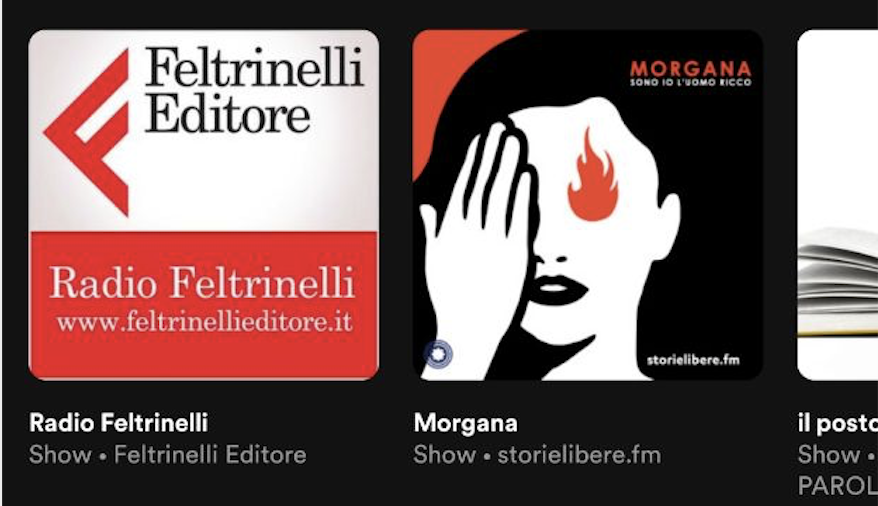 Feltrinelli
Editore
Radio Feltrinelli
www.feltrinellieditore.it
Radio Feltrinelli
Show • Feltrinelli Editore
MORGANA
SONO IO L'UOMO RICCO
storielibere.fm
Morgana
Show • storielibere.fm
il posto
Show •
PAROL